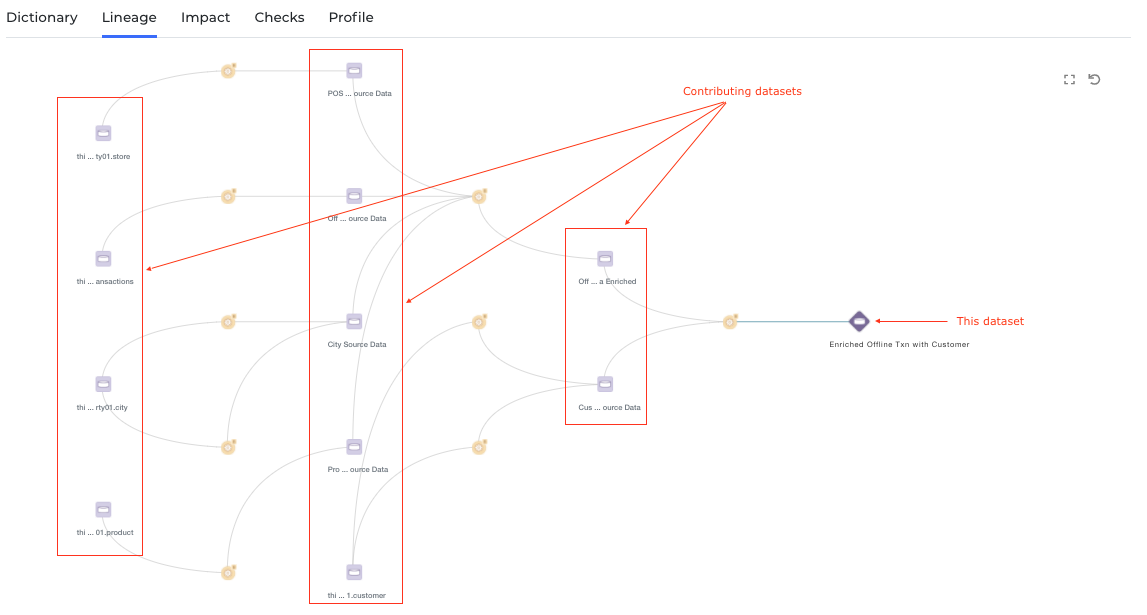 Dictionary Lineage Impact Checks Profile
Contributing datasets
POS ... ource Data
thi ... ty01.store
Off ... ource Data
thi ... ansactions
Off ... a Enriched
This dataset
City Source Data
Enriched Offline Txn with Customer
thi ... rty01.city
Cus ... ource Data
Pro ... ource Data
thi ... 01.product
thi ... 1.customer